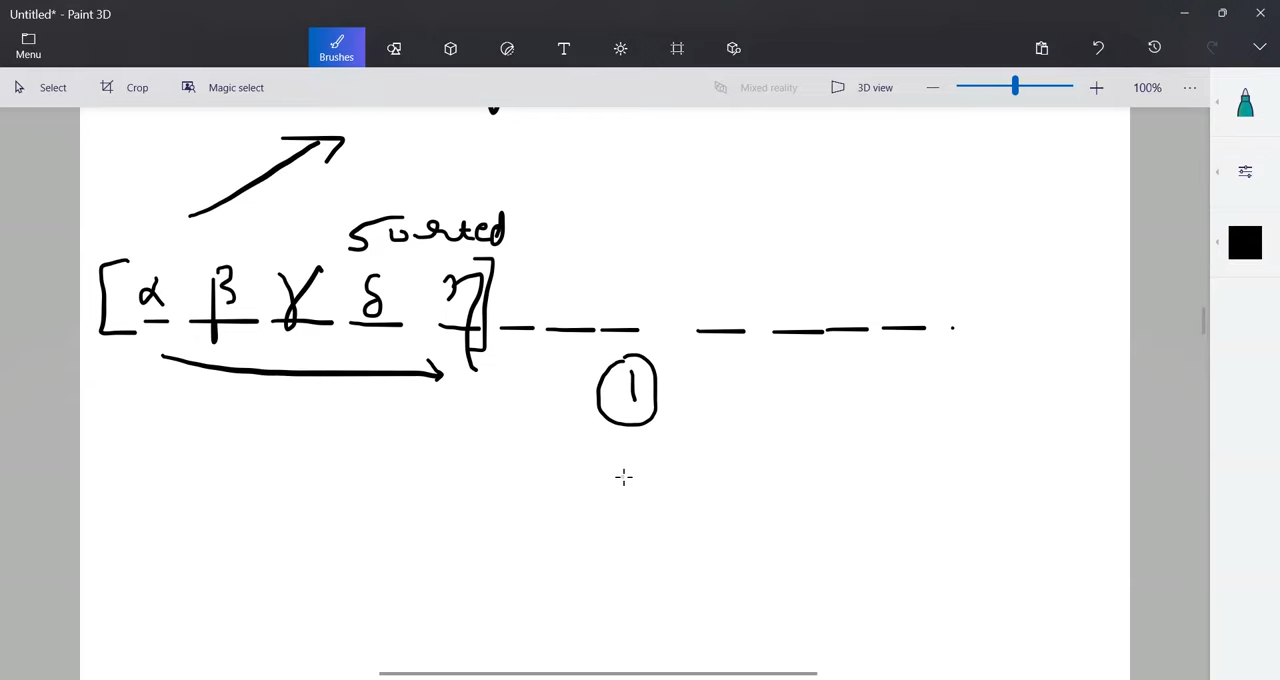 Untitled* - Paint 3D
Menu
Brushes
Select
Crop
Magic select
Mixed reality
3D view
100%
sorted
[ α β γ δ η ]
1